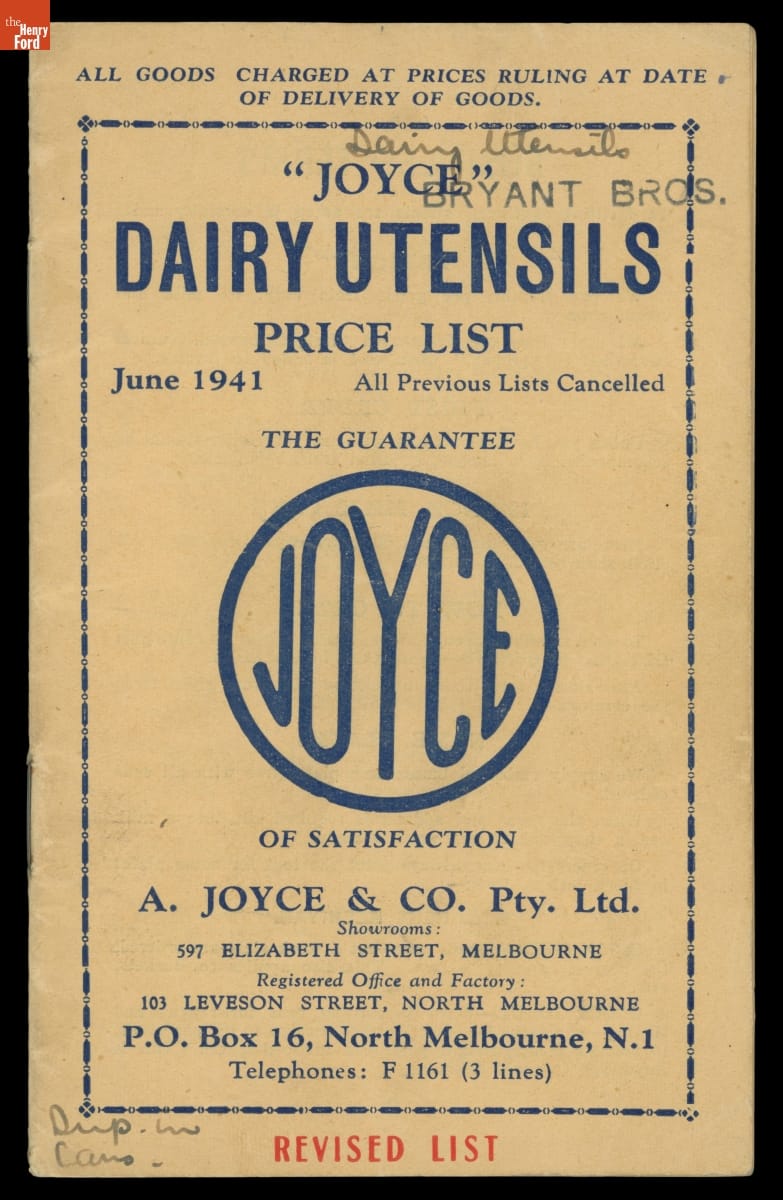 the
Henry
Ford
ALL GOODS CHARGED AT PRICES RULING AT DATE
OF DELIVERY OF GOODS.
Dairy Utensils
"JOYCE"
BRYANT BROS.
DAIRY UTENSILS
PRICE LIST
June 1941 All Previous Lists Cancelled
THE GUARANTEE
JOYCE
OF SATISFACTION
A. JOYCE & CO. Pty. Ltd.
Showrooms:
597 ELIZABETH STREET, MELBOURNE
Registered Office and Factory:
103 LEVESON STREET, NORTH MELBOURNE
P.O. Box 16, North Melbourne, N.1
Telephones: F 1161 (3 lines)
Cans.
REVISED LIST